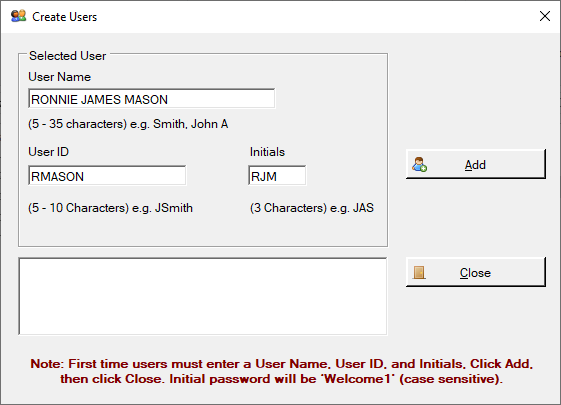 Create Users
Selected User
User Name
RONNIE JAMES MASON
(5 - 35 characters) e.g. Smith, John A
User ID
Initials
RMASON
RJM
Add
(5 - 10 Characters) e.g. JSmith
(3 Characters) e.g. JAS
Close
Note: First time users must enter a User Name, User ID, and Initials, Click Add,
then click Close. Initial password will be 'Welcome1' (case sensitive).